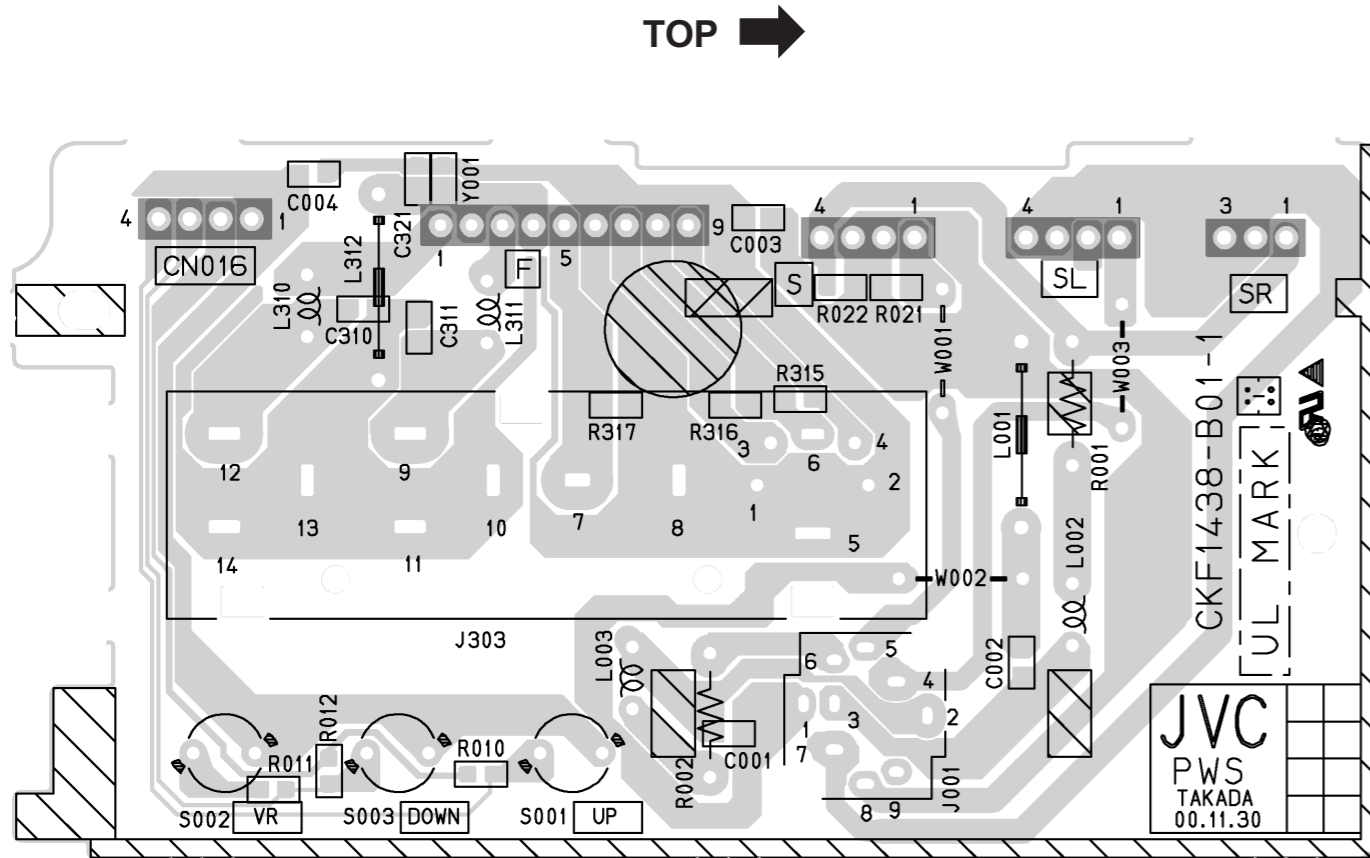 TOP
C004
Y001
4
1
CN016
L310
L312
C321
C310
C311
L311
1
F
5
9
C003
4
1
S
R022
R021
W001
4
1
SL
W003
3
1
SR
R315
R317
R316
3
6
4
12
9
7
8
1
2
5
13
10
14
11
J303
L001
R001
W002
L002
CKF1438-B01-1
UL MARK
L003
R002
C001
C002
6
5
4
1
3
2
7
8
9
J001
R011
R012
R010
S002
VR
S003
DOWN
S001
UP
JVC
PWS
TAKADA
00.11.30